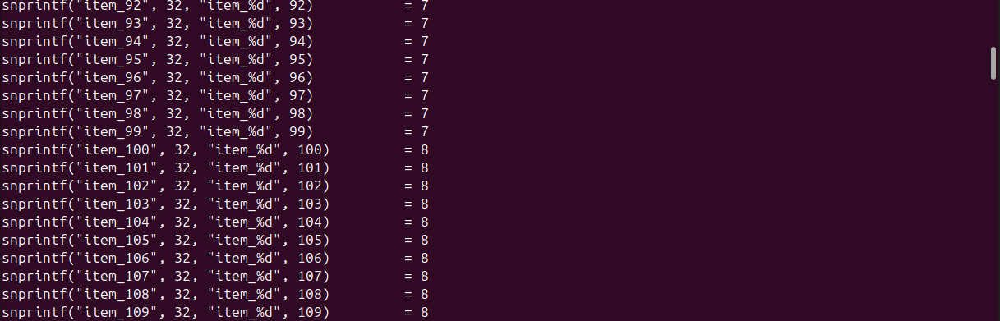 snprintf("item_92", 32, "item_%d", 92)           = 7
snprintf("item_93", 32, "item_%d", 93)           = 7
snprintf("item_94", 32, "item_%d", 94)           = 7
snprintf("item_95", 32, "item_%d", 95)           = 7
snprintf("item_96", 32, "item_%d", 96)           = 7
snprintf("item_97", 32, "item_%d", 97)           = 7
snprintf("item_98", 32, "item_%d", 98)           = 7
snprintf("item_99", 32, "item_%d", 99)           = 7
snprintf("item_100", 32, "item_%d", 100)         = 8
snprintf("item_101", 32, "item_%d", 101)         = 8
snprintf("item_102", 32, "item_%d", 102)         = 8
snprintf("item_103", 32, "item_%d", 103)         = 8
snprintf("item_104", 32, "item_%d", 104)         = 8
snprintf("item_105", 32, "item_%d", 105)         = 8
snprintf("item_106", 32, "item_%d", 106)         = 8
snprintf("item_107", 32, "item_%d", 107)         = 8
snprintf("item_108", 32, "item_%d", 108)         = 8
snprintf("item_109", 32, "item_%d", 109)         = 8